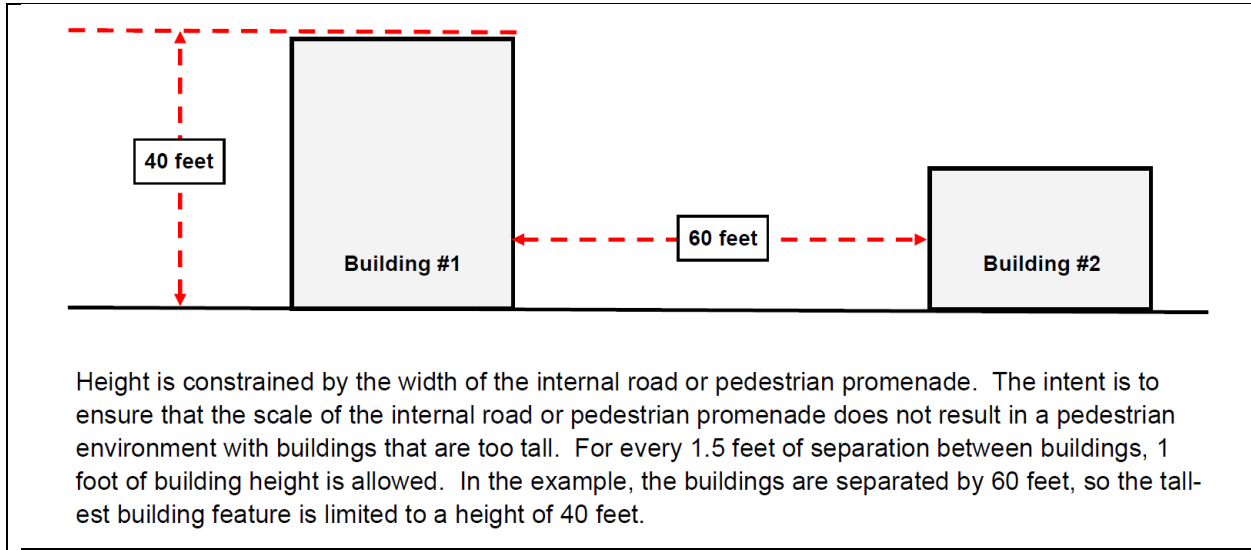 40 feet
60 feet
Building #1
Building #2
Height is constrained by the width of the internal road or pedestrian promenade.  The intent is to
ensure that the scale of the internal road or pedestrian promenade does not result in a pedestrian
environment with buildings that are too tall.  For every 1.5 feet of separation between buildings, 1
foot of building height is allowed.  In the example, the buildings are separated by 60 feet, so the tall-
est building feature is limited to a height of 40 feet.